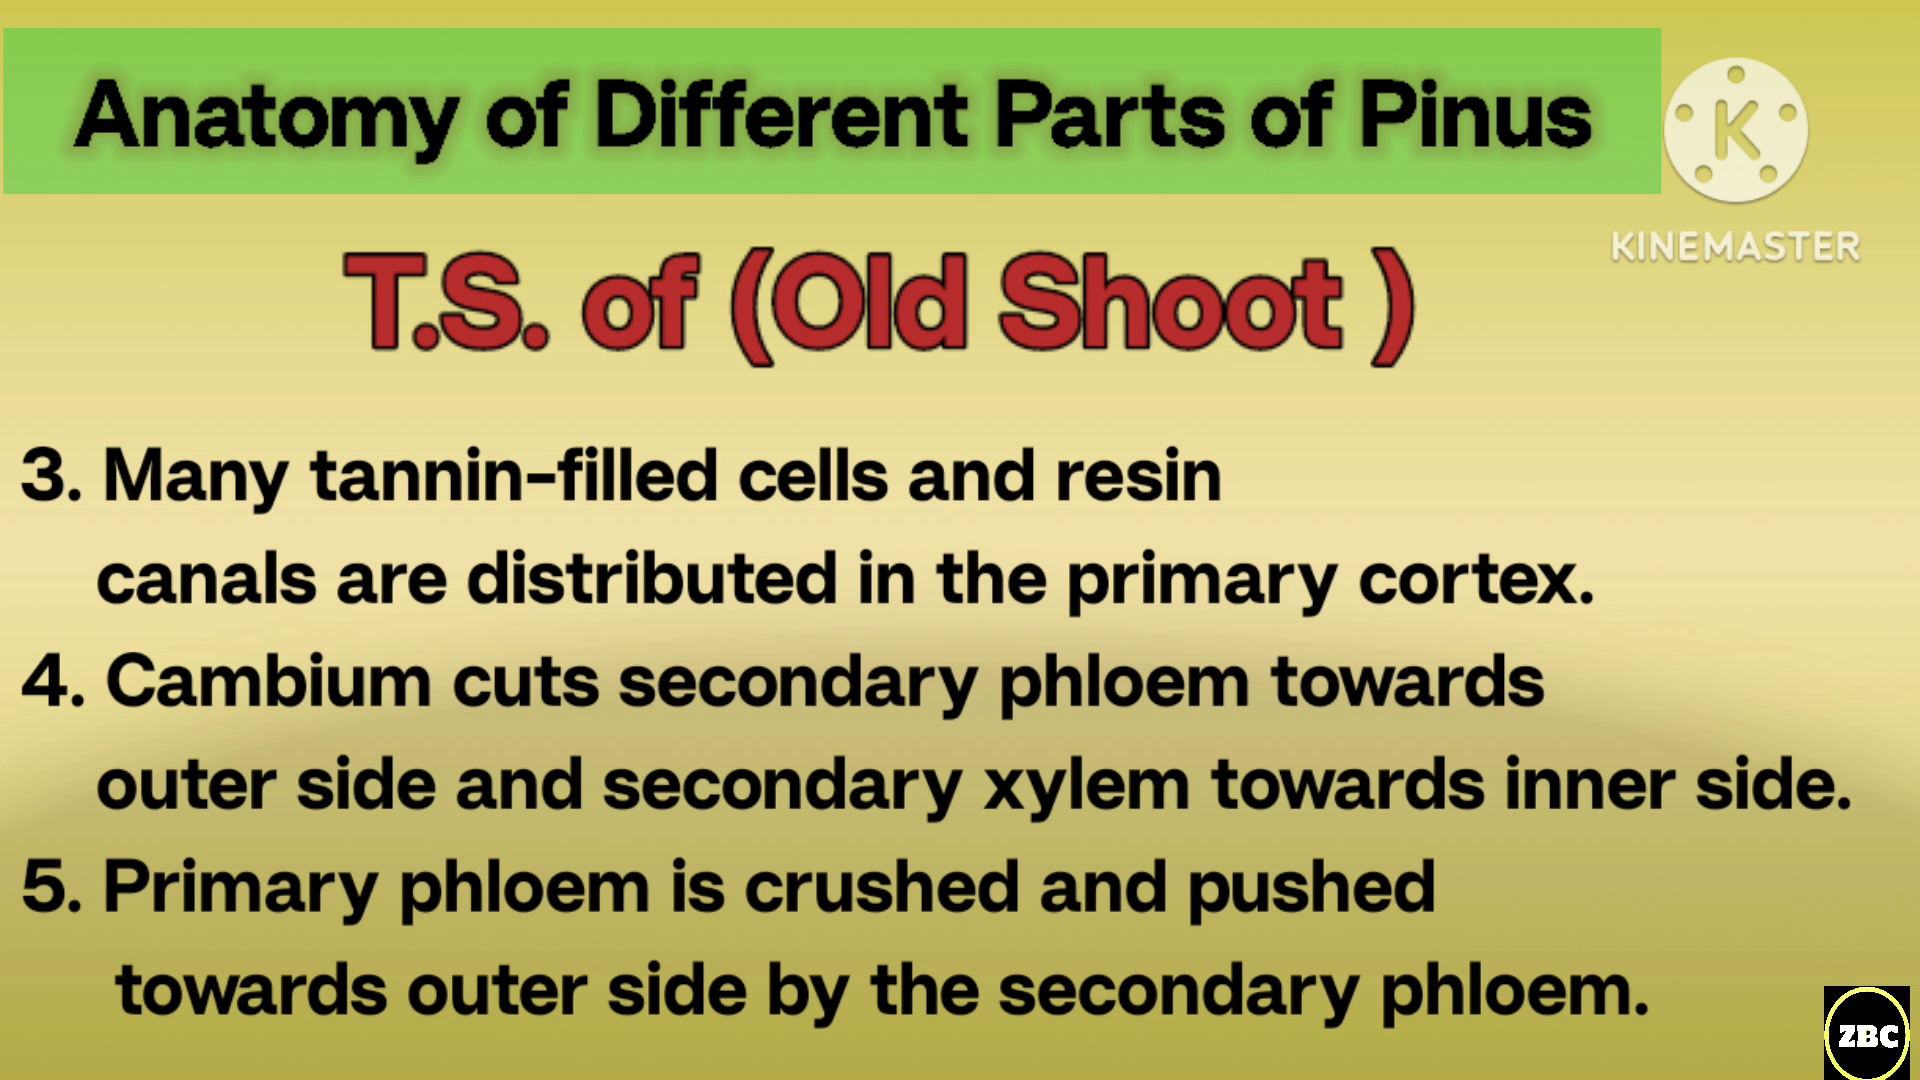 Anatomy of Different Parts of Pinus
K
KINEMASTER
T.S. of (Old Shoot )
3. Many tannin-filled cells and resin
canals are distributed in the primary cortex.
4. Cambium cuts secondary phloem towards
outer side and secondary xylem towards inner side.
5. Primary phloem is crushed and pushed
towards outer side by the secondary phloem.
ZBC